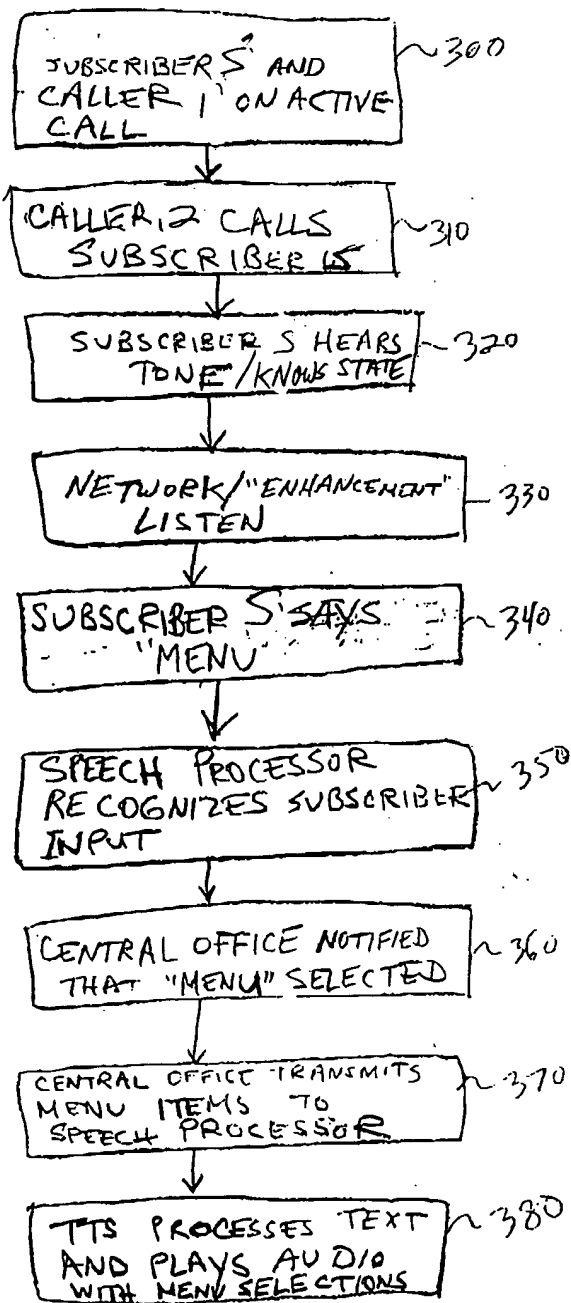 SUBSCRIBER S AND
CALLER 1 ON ACTIVE
CALL
300
CALLER 2 CALLS
SUBSCRIBER S
310
SUBSCRIBER S HEARS
TONE/KNOWS STATE
320
NETWORK/"ENHANCEMENT"
LISTEN
330
SUBSCRIBER S SAYS
"MENU"
340
SPEECH PROCESSOR
RECOGNIZES SUBSCRIBER
INPUT
350
CENTRAL OFFICE NOTIFIED
THAT "MENU" SELECTED
360
CENTRAL OFFICE TRANSMITS
MENU ITEMS TO
SPEECH PROCESSOR
370
TTS PROCESSES TEXT
AND PLAYS AUDIO
WITH MENU SELECTIONS
380